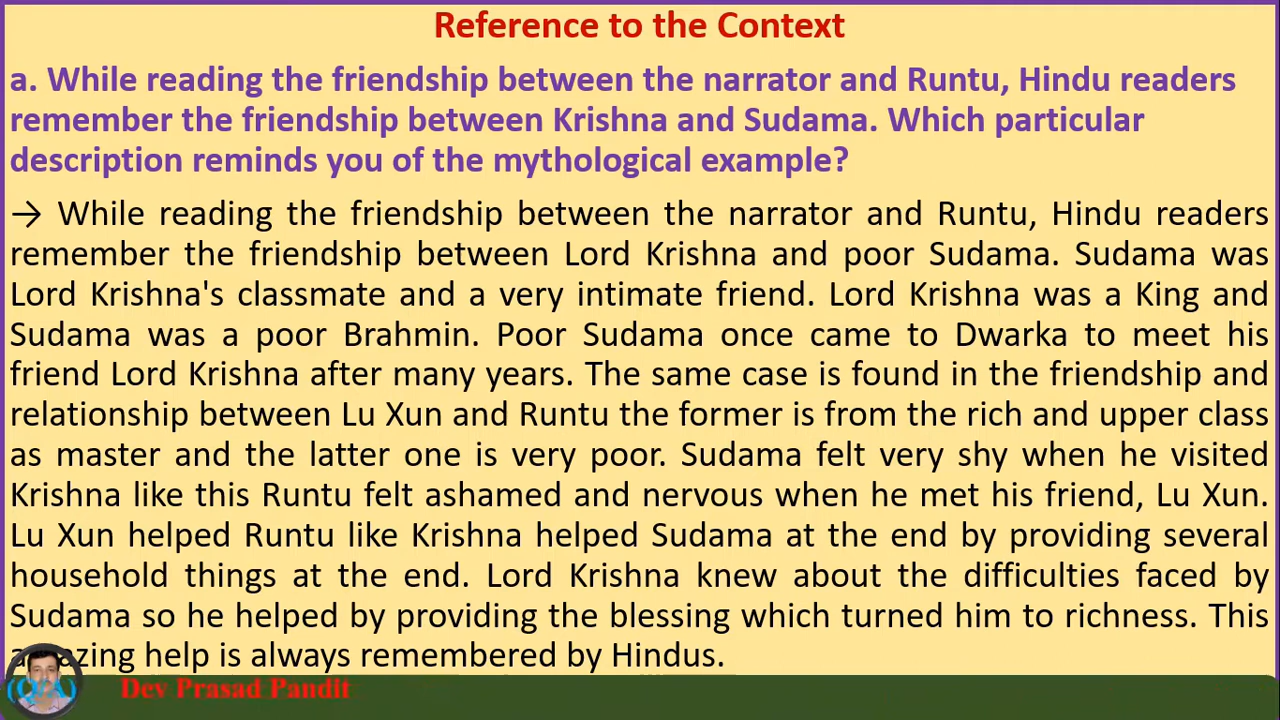 Reference to the Context
a. While reading the friendship between the narrator and Runtu, Hindu readers
remember the friendship between Krishna and Sudama. Which particular
description reminds you of the mythological example?
→ While reading the friendship between the narrator and Runtu, Hindu readers
remember the friendship between Lord Krishna and poor Sudama. Sudama was
Lord Krishna's classmate and a very intimate friend. Lord Krishna was a King and
Sudama was a poor Brahmin. Poor Sudama once came to Dwarka to meet his
friend Lord Krishna after many years. The same case is found in the friendship and
relationship between Lu Xun and Runtu the former is from the rich and upper class
as master and the latter one is very poor. Sudama felt very shy when he visited
Krishna like this Runtu felt ashamed and nervous when he met his friend, Lu Xun.
Lu Xun helped Runtu like Krishna helped Sudama at the end by providing several
household things at the end. Lord Krishna knew about the difficulties faced by
Sudama so he helped by providing the blessing which turned him to richness. This
amazing help is always remembered by Hindus.
Dev Prasad Pandit